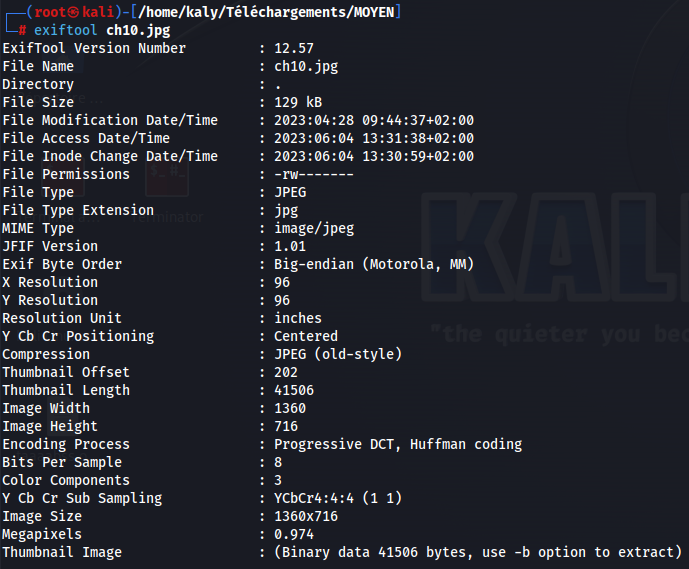 ┌──(root㉿kali)-[/home/kaly/Téléchargements/MOYEN]
└─# exiftool ch10.jpg
ExifTool Version Number : 12.57
File Name : ch10.jpg
Directory : .
File Size : 129 kB
File Modification Date/Time : 2023:04:28 09:44:37+02:00
File Access Date/Time : 2023:06:04 13:31:38+02:00
File Inode Change Date/Time : 2023:06:04 13:30:59+02:00
File Permissions : -rw-------
File Type : JPEG
File Type Extension : jpg
MIME Type : image/jpeg
JFIF Version : 1.01
Exif Byte Order : Big-endian (Motorola, MM)
X Resolution : 96
Y Resolution : 96
Resolution Unit : inches
Y Cb Cr Positioning : Centered
Compression : JPEG (old-style)
Thumbnail Offset : 202
Thumbnail Length : 41506
Image Width : 1360
Image Height : 716
Encoding Process : Progressive DCT, Huffman coding
Bits Per Sample : 8
Color Components : 3
Y Cb Cr Sub Sampling : YCbCr4:4:4 (1 1)
Image Size : 1360x716
Megapixels : 0.974
Thumbnail Image : (Binary data 41506 bytes, use -b option to extract)
KALI
"the quieter you bec